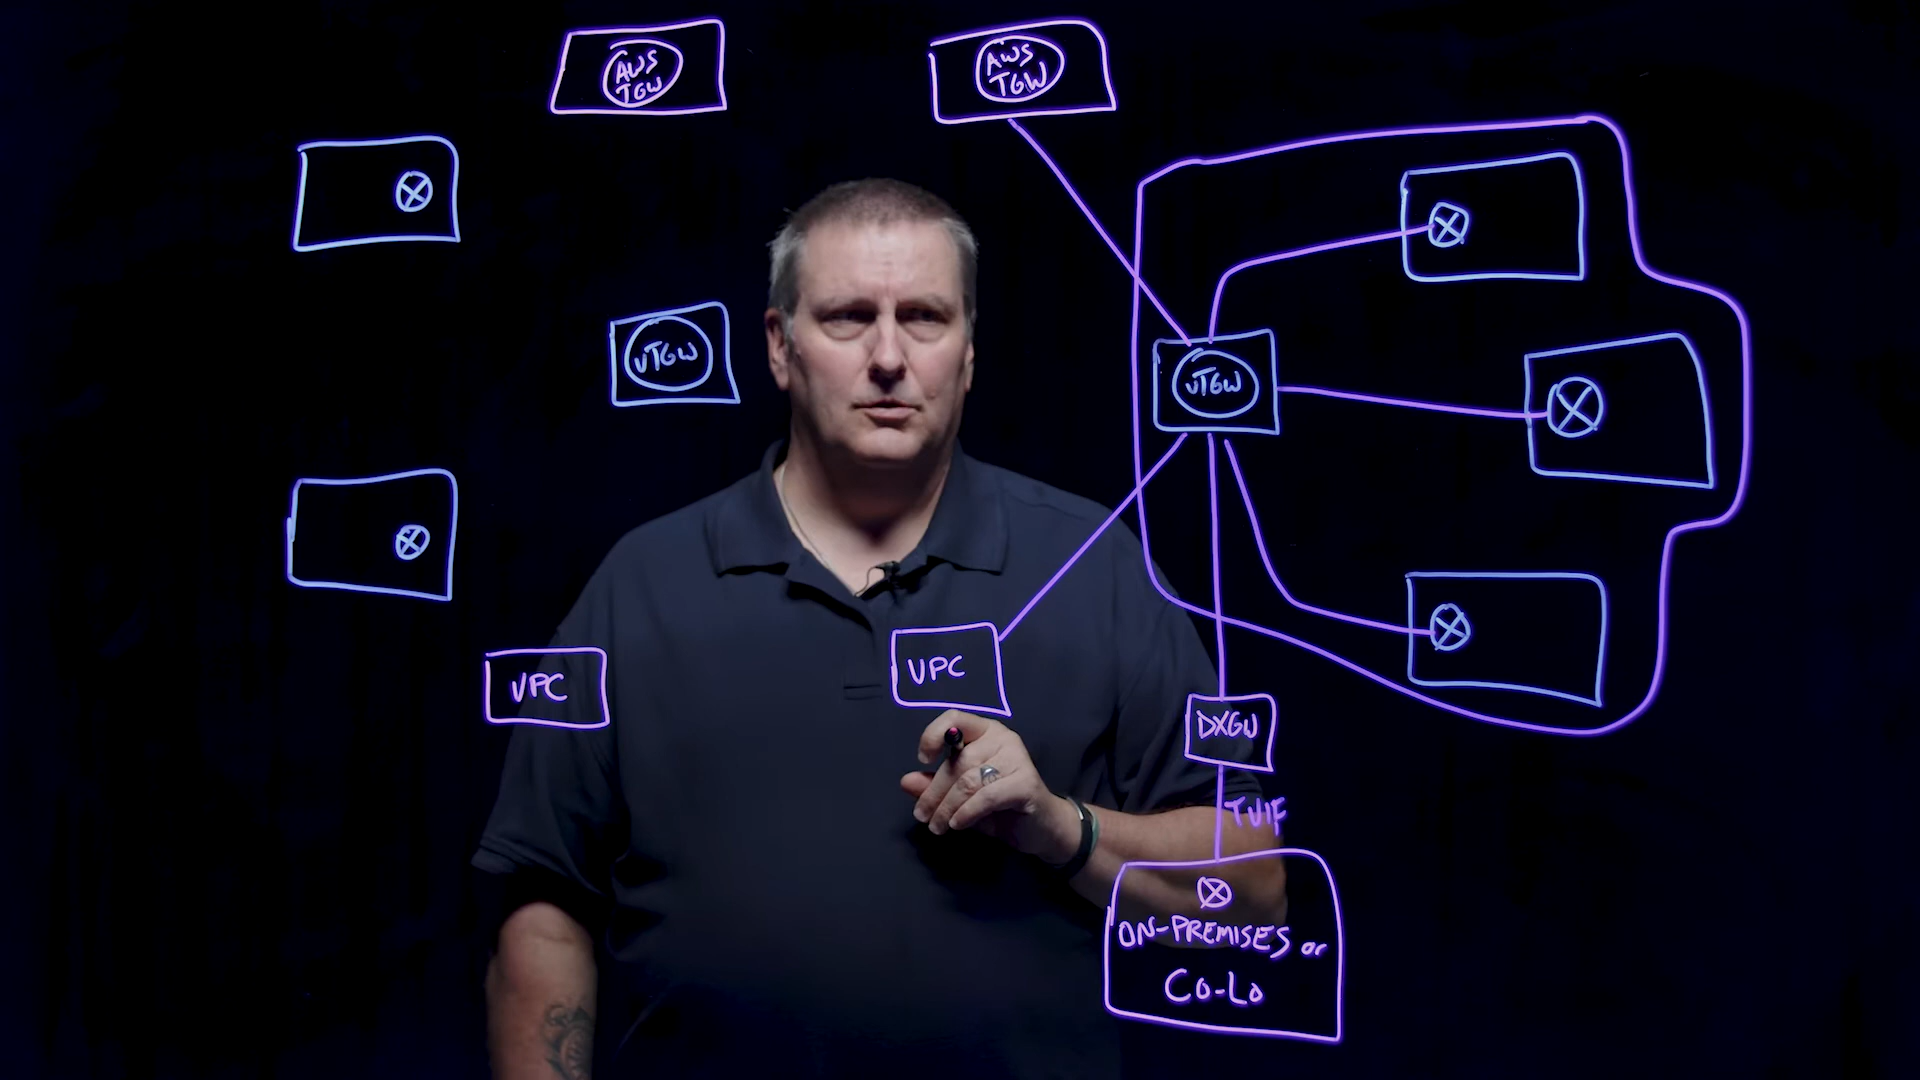 AWS
TGW
AWS
TGW
vTGW
vTGW
VPC
VPC
DXGW
TVIF
ON-PREMISES or
Co-Lo